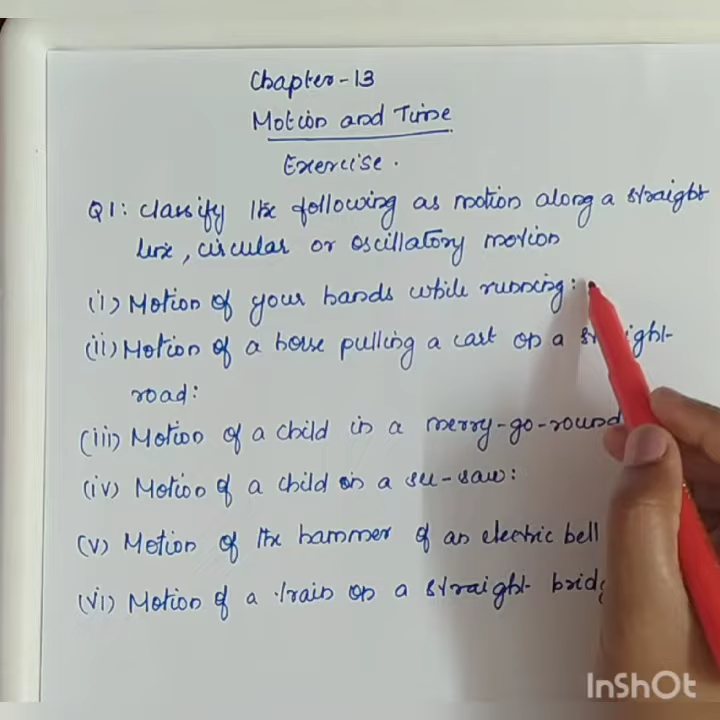 Chapter-13
Motion and Time
Exercise.
Q1: Classify the following as motion along a straight
line, circular or oscillatory motion
(i) Motion of your hands while running:
(ii) Motion of a horse pulling a cart on a
road:
(iii) Motion of a child in a merry-go-round
(iv) Motion of a child on a see-saw:
(v) Motion of the hammer of an electric bell
(vi) Motion of a train on a straight
InShOt